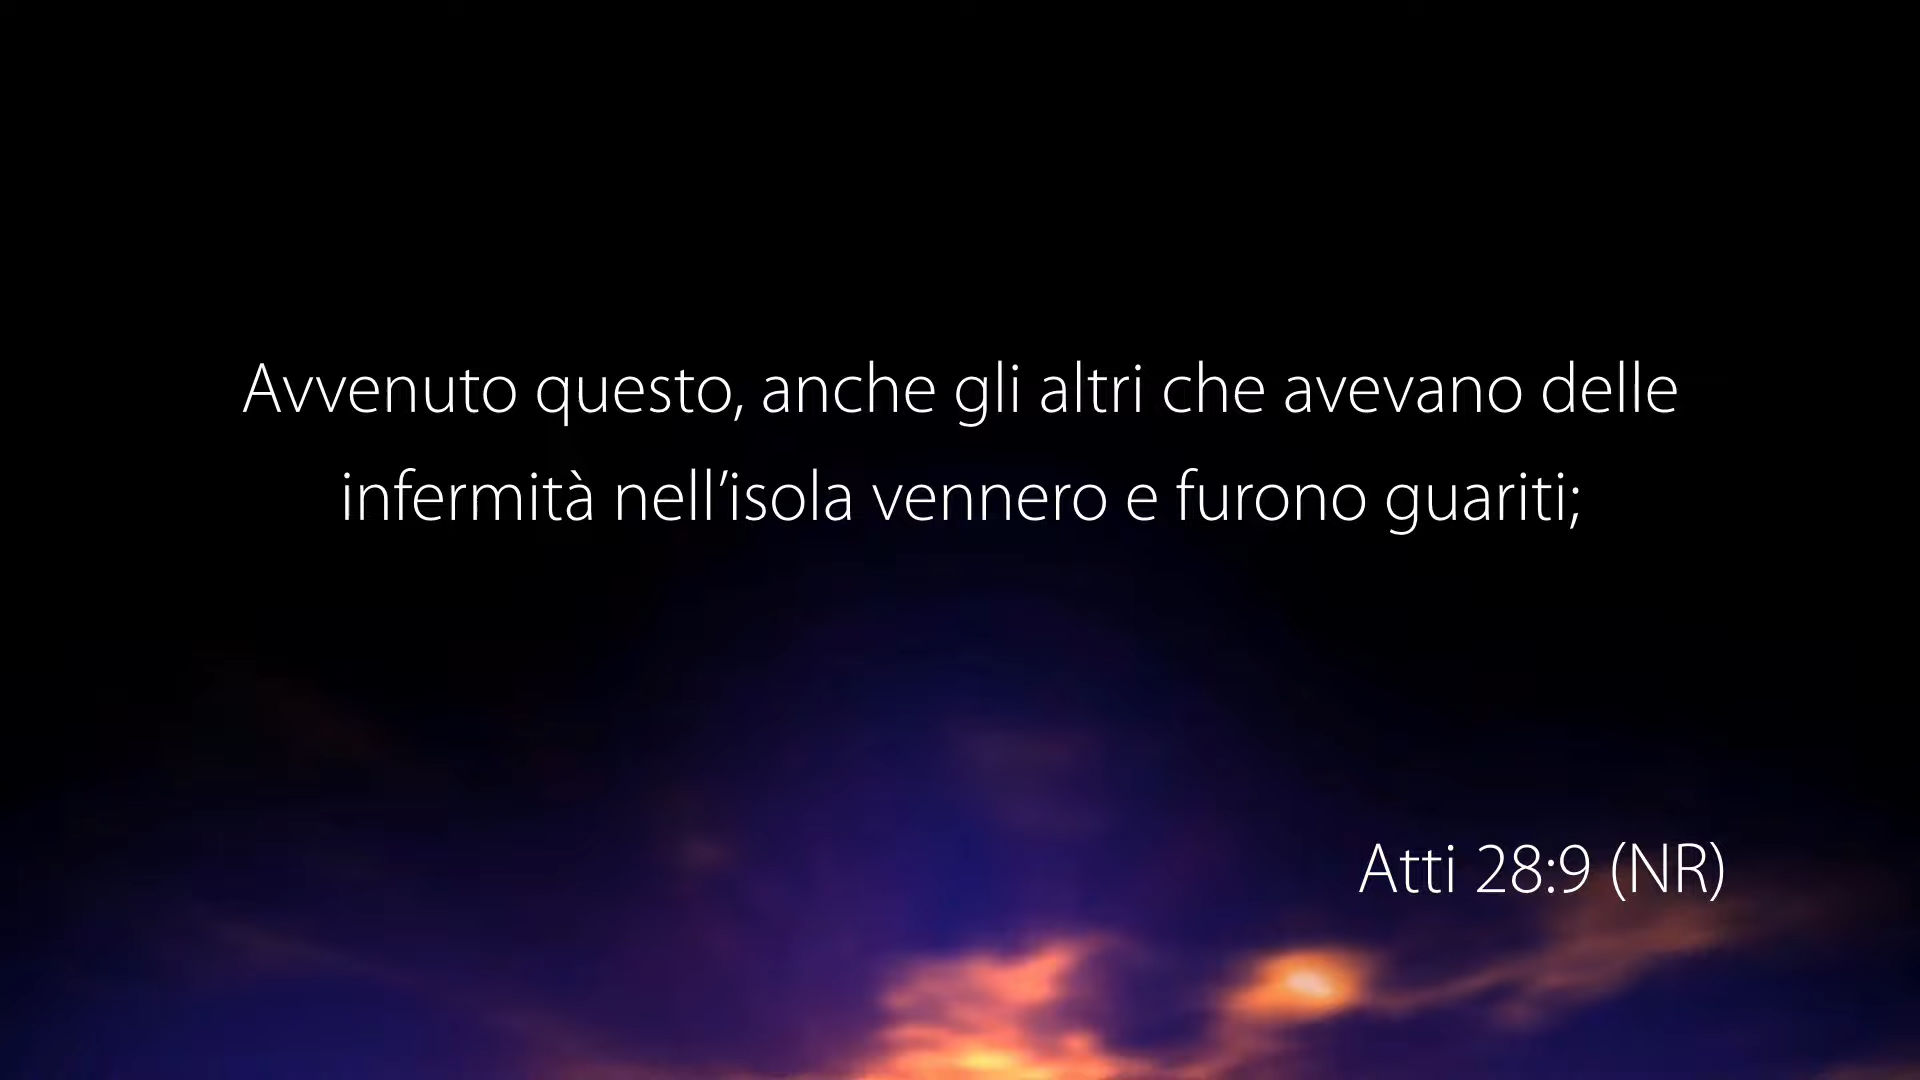 Avvenuto questo, anche gli altri che avevano delle
infermità nell’isola vennero e furono guariti;
Atti 28:9 (NR)